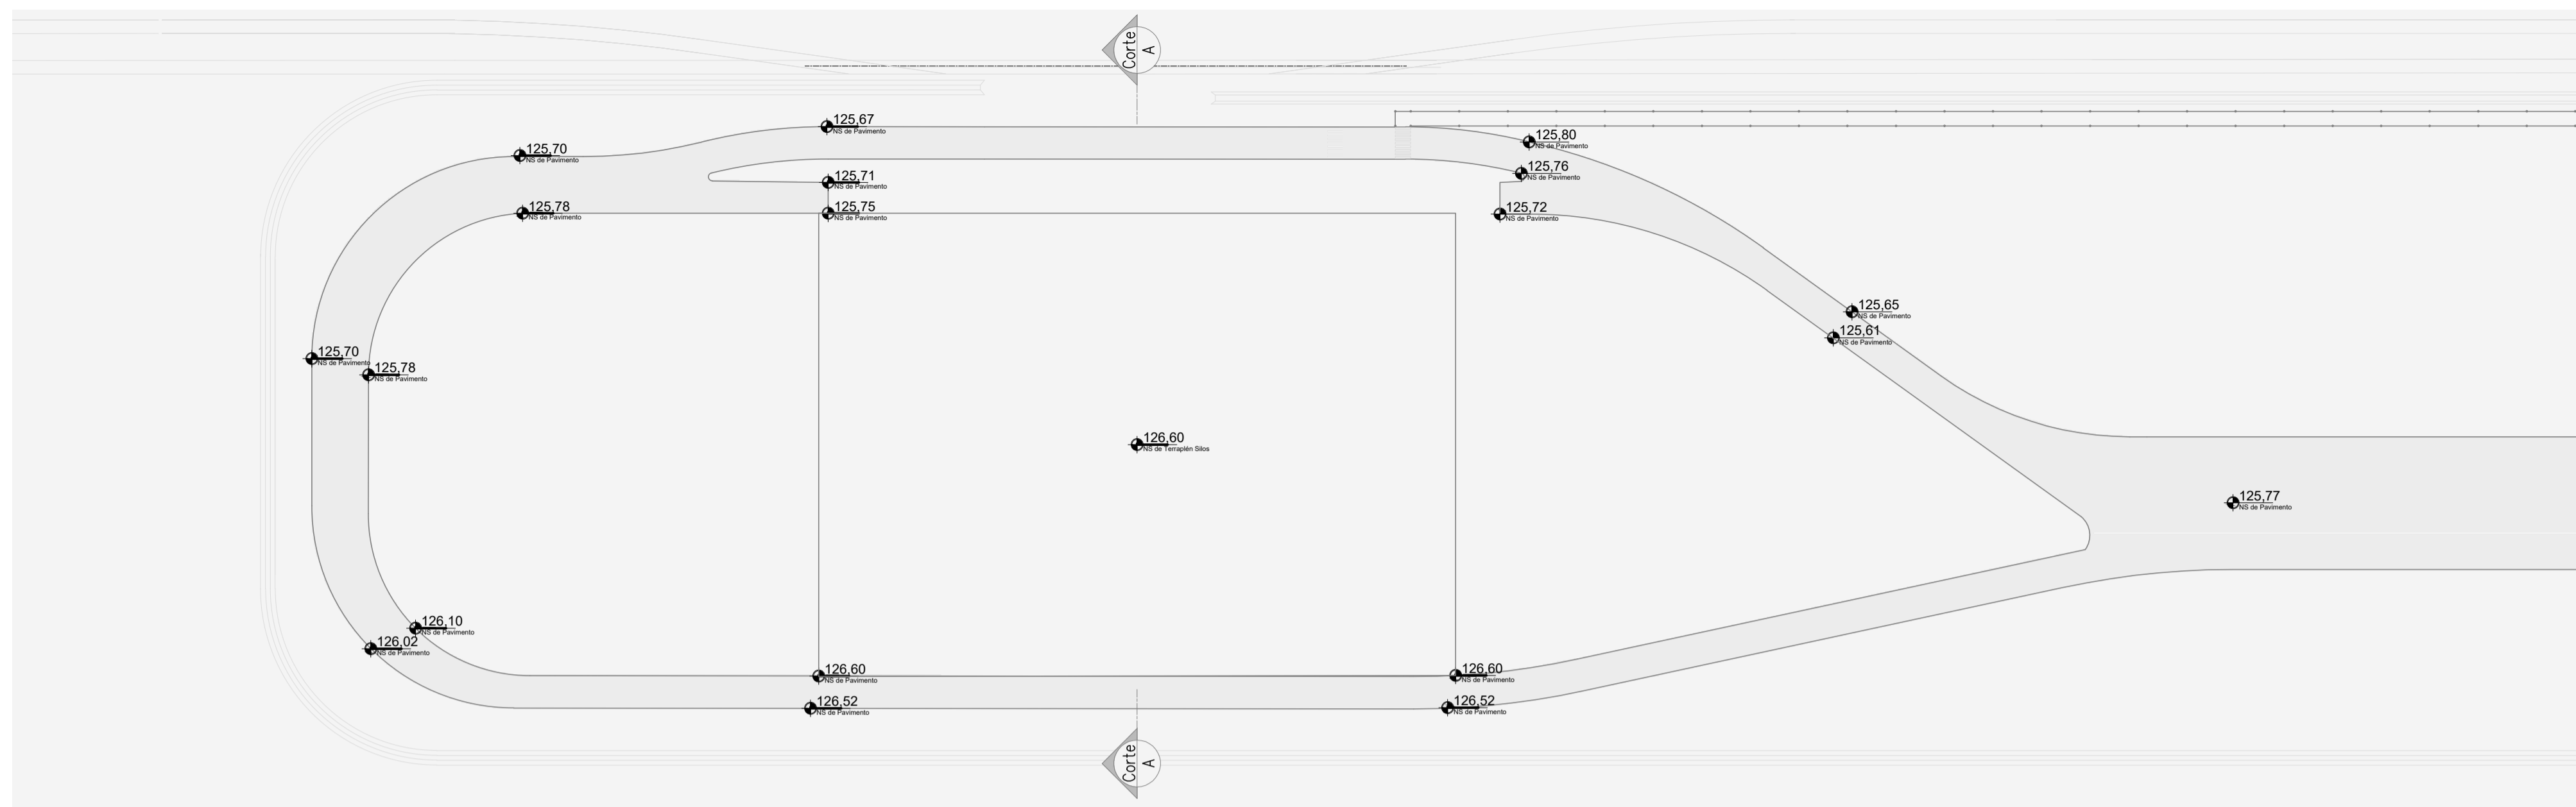 Corte
A
125,67
NS de Pavimento
125,80
NS de Pavimento
125,70
NS de Pavimento
125,76
NS de Pavimento
125,71
NS de Pavimento
125,78
NS de Pavimento
125,75
NS de Pavimento
125,72
NS de Pavimento
125,65
NS de Pavimento
125,61
NS de Pavimento
125,70
NS de Pavimento
125,78
NS de Pavimento
126,60
NS de Terraplén Silos
125,77
NS de Pavimento
126,10
NS de Pavimento
126,02
NS de Pavimento
126,60
NS de Pavimento
126,60
NS de Pavimento
126,52
NS de Pavimento
126,52
NS de Pavimento
Corte
A